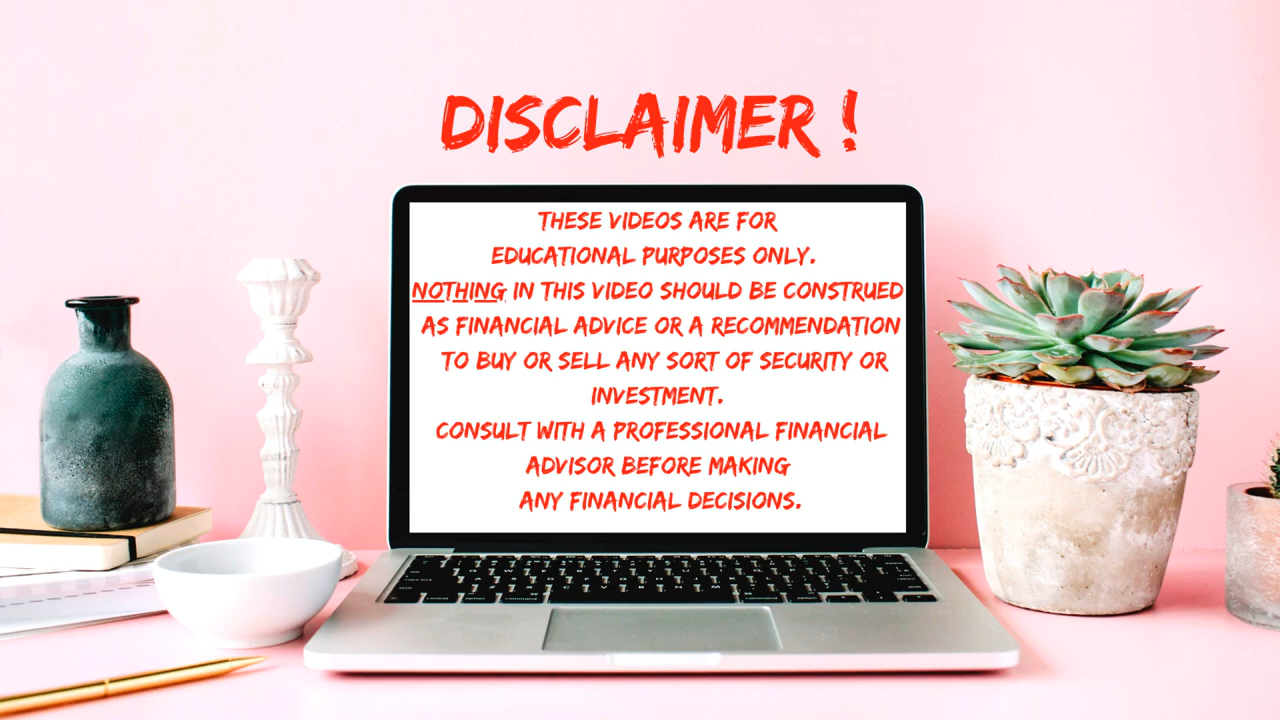 DISCLAIMER !
THESE VIDEOS ARE FOR
EDUCATIONAL PURPOSES ONLY.
NOTHING IN THIS VIDEO SHOULD BE CONSTRUED
AS FINANCIAL ADVICE OR A RECOMMENDATION
TO BUY OR SELL ANY SORT OF SECURITY OR
INVESTMENT.
CONSULT WITH A PROFESSIONAL FINANCIAL
ADVISOR BEFORE MAKING
ANY FINANCIAL DECISIONS.